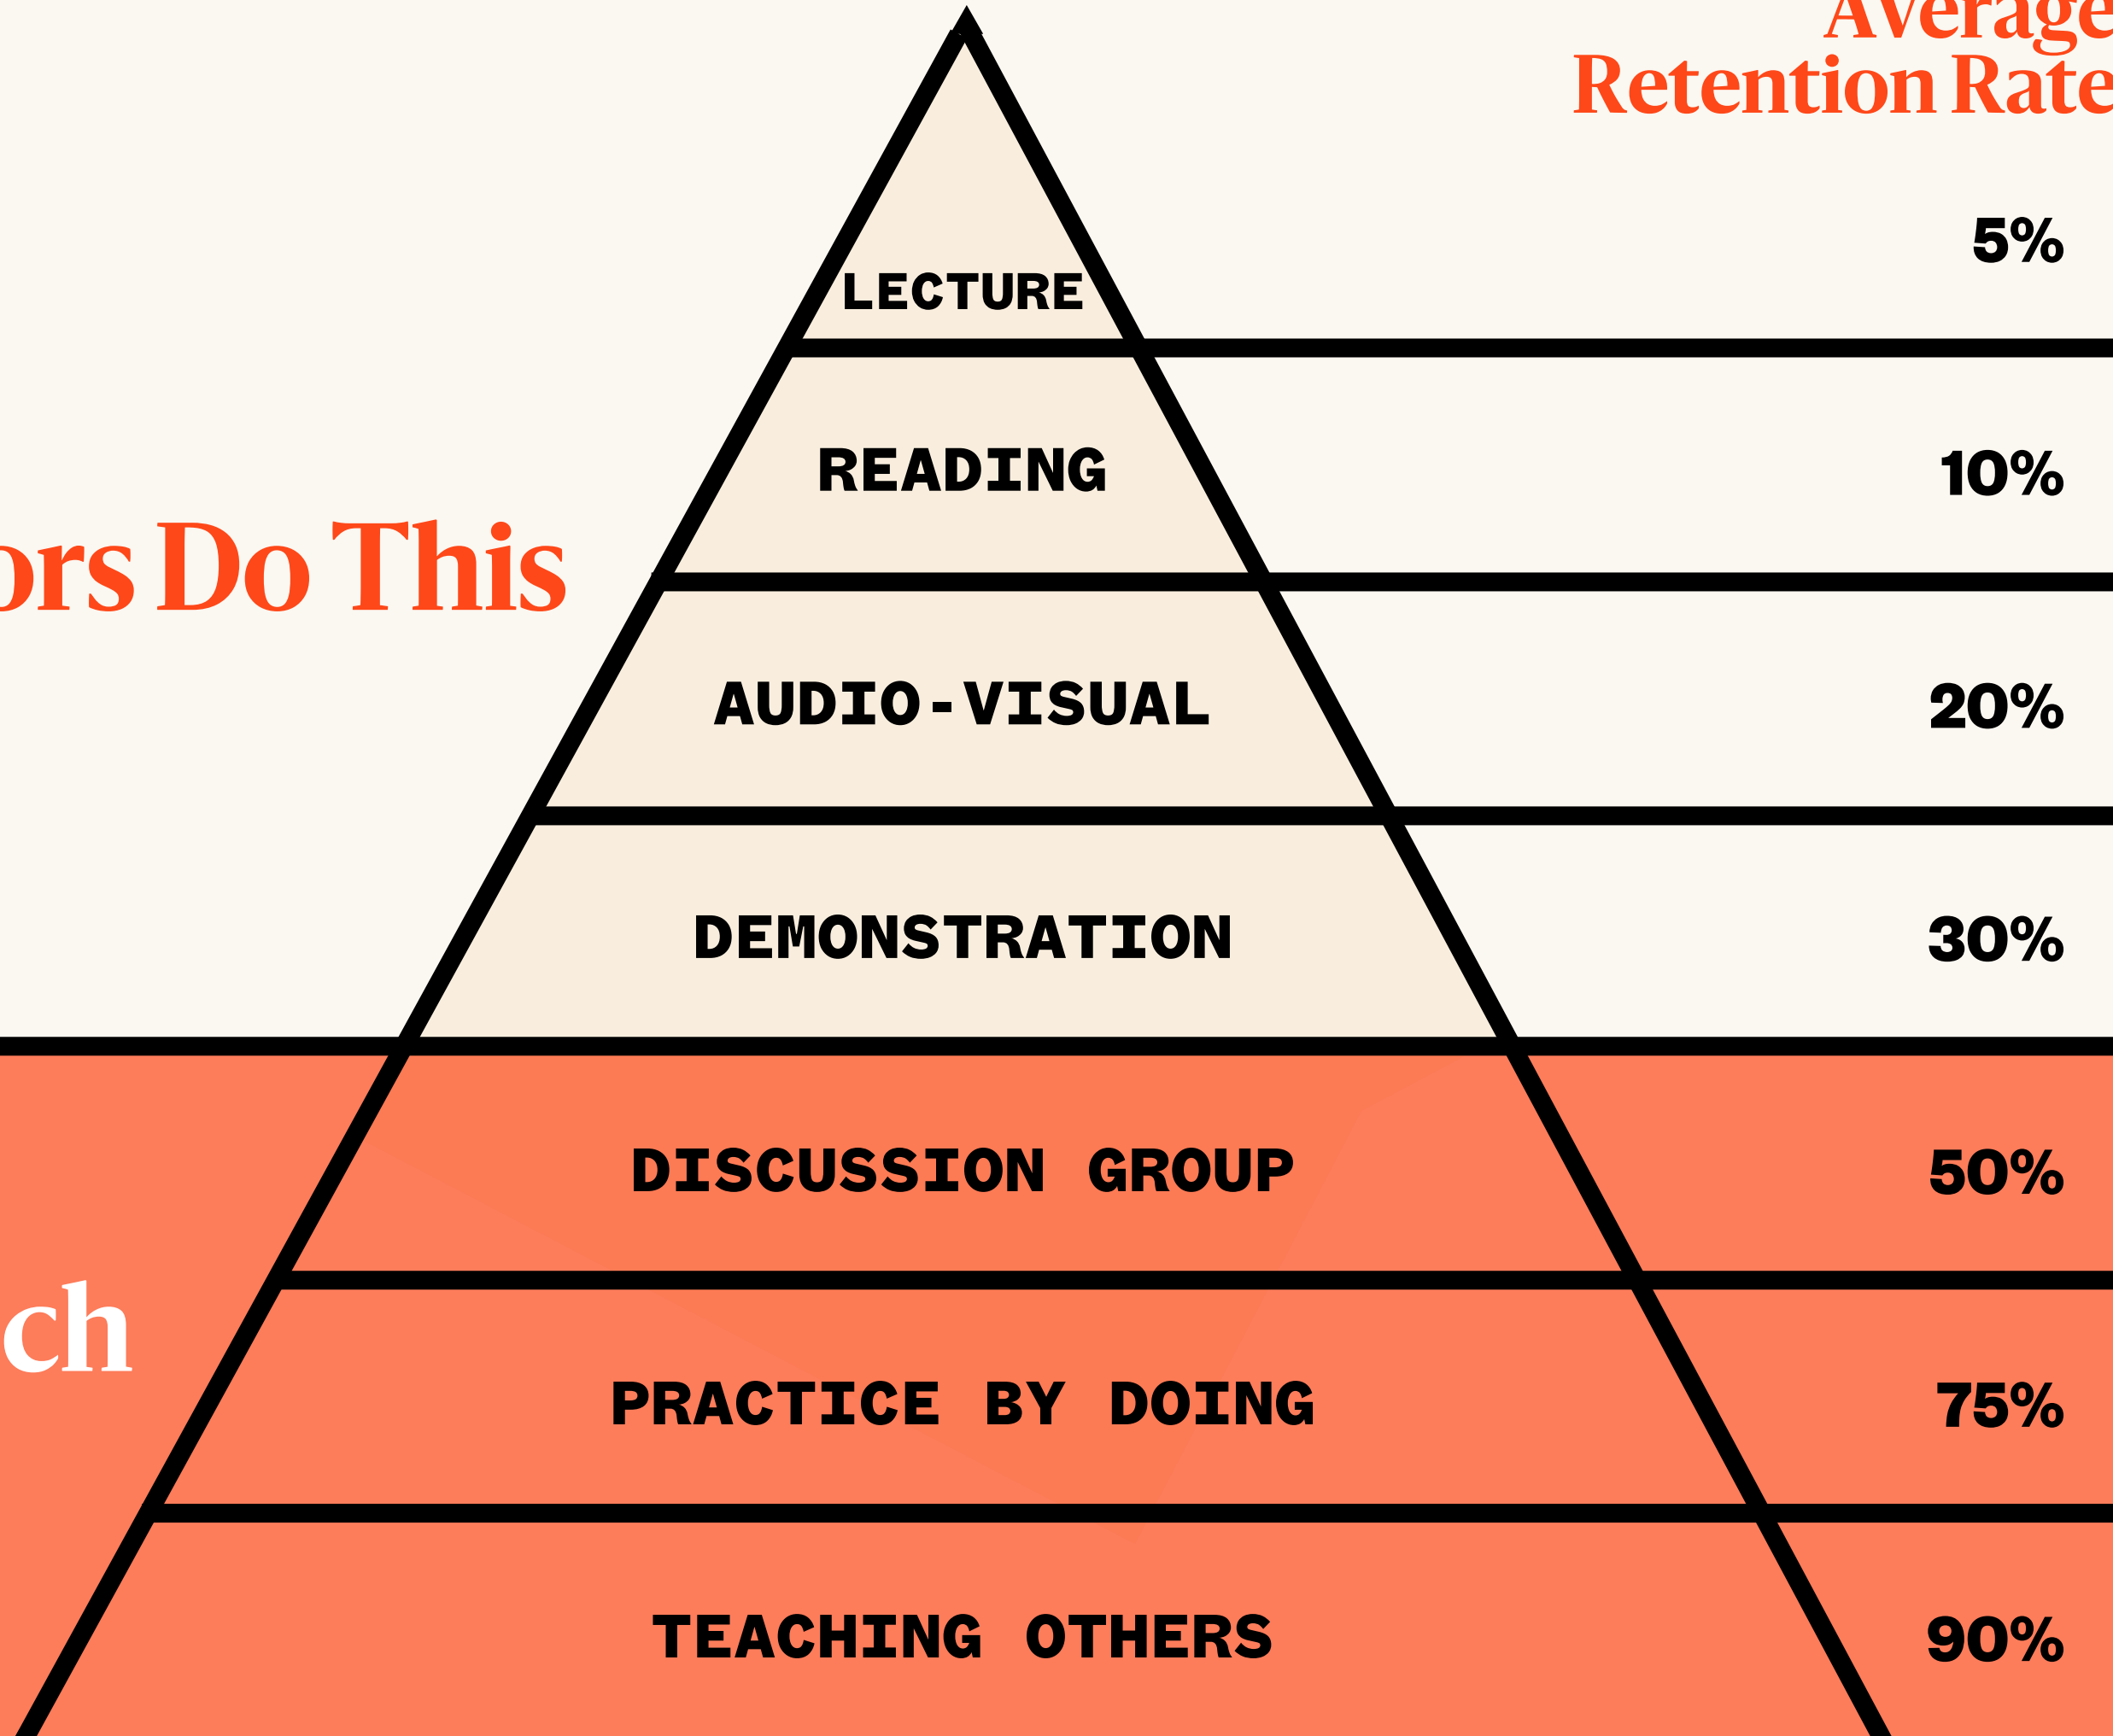 Average
Retention Rate
LECTURE 5%
READING 10%
ors Do This
AUDIO-VISUAL 20%
DEMONSTRATION 30%
DISCUSSION GROUP 50%
ch
PRACTICE BY DOING 75%
TEACHING OTHERS 90%